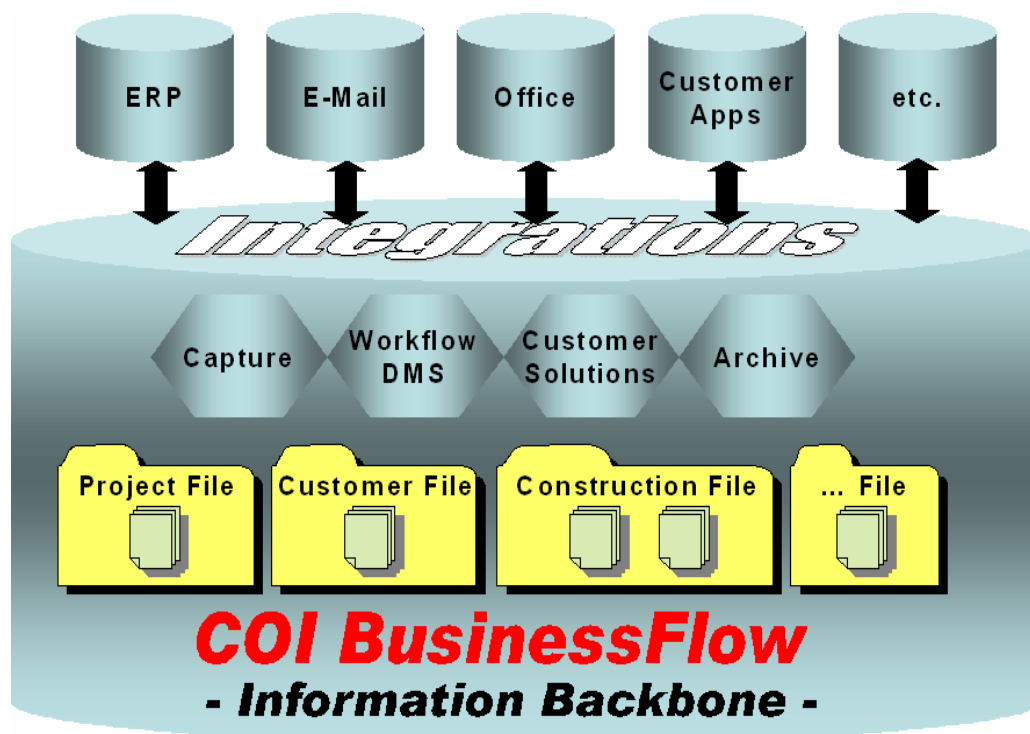 ERP
E-Mail
Office
Customer
Apps
etc.
Integrations
Capture
Workflow
DMS
Customer
Solutions
Archive
Project File
Customer File
Construction File
... File
COI BusinessFlow
- Information Backbone -